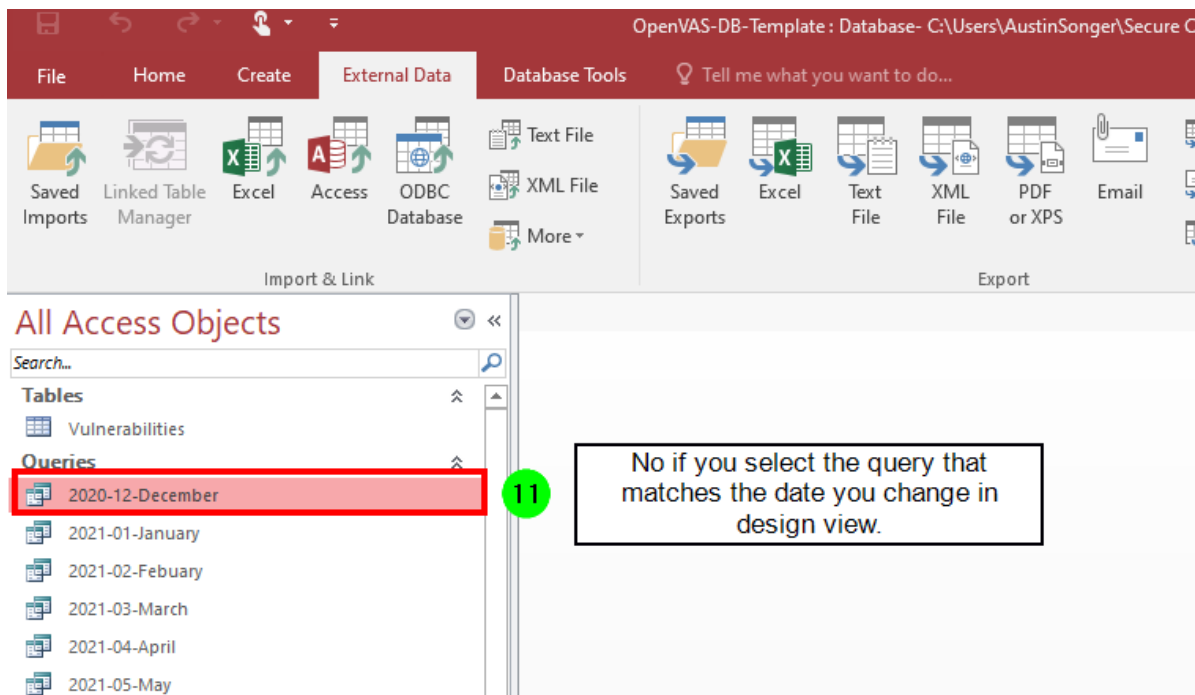 OpenVAS-DB-Template : Database- C:\Users\AustinSonger\Secure C
File Home Create External Data Database Tools Tell me what you want to do...
Saved Imports
Linked Table Manager
Excel
Access
ODBC Database
Text File
XML File
More
Import & Link
Saved Exports
Excel
Text File
XML File
PDF or XPS
Email
Export
All Access Objects
Search...
Tables
Vulnerabilities
Queries
2020-12-December
11
No if you select the query that
matches the date you change in
design view.
2021-01-January
2021-02-Febuary
2021-03-March
2021-04-April
2021-05-May